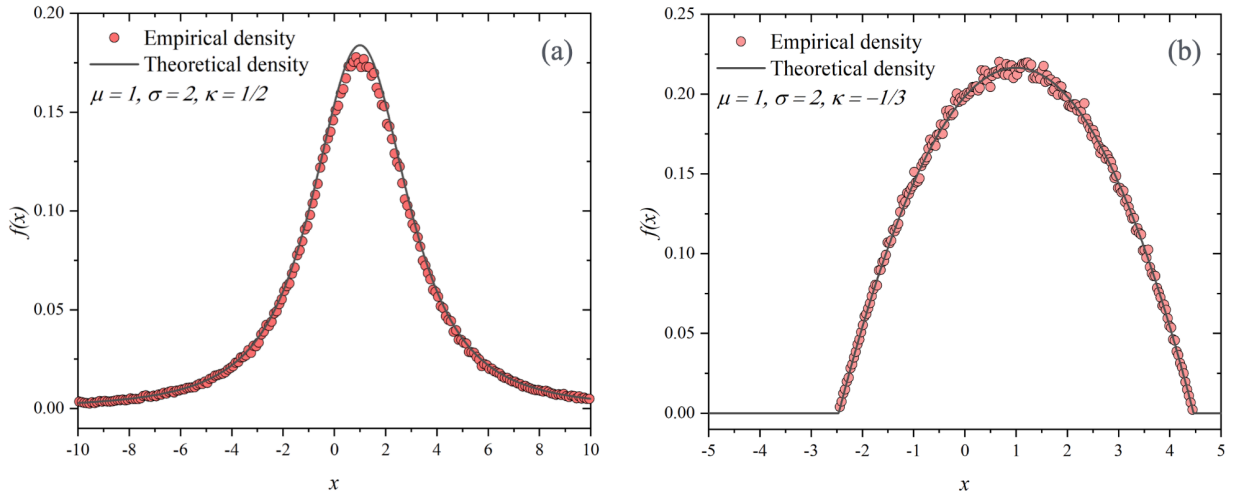 Empirical density
Theoretical density
μ = 1, σ = 2, κ = 1/2
(a)
0.20
0.15
0.10
0.05
0.00
f(x)
-10 -8 -6 -4 -2 0 2 4 6 8 10
x
Empirical density
Theoretical density
μ = 1, σ = 2, κ = −1/3
(b)
0.25
0.20
0.15
0.10
0.05
0.00
f(x)
-5 -4 -3 -2 -1 0 1 2 3 4 5
x